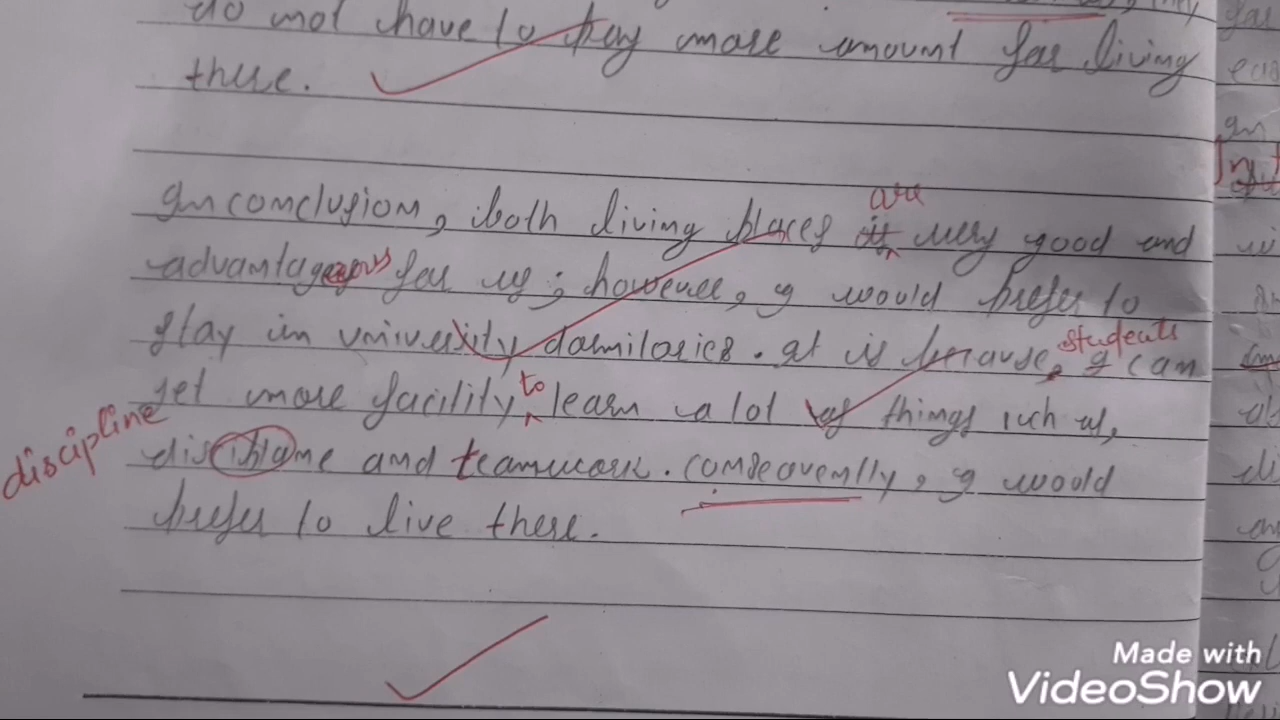 do not have to pay more amount for living
there.
are
In conclusion, both living places is very good and
advantageous for us; however, I would prefer to
students
stay in university domitories. It is because, I can
to
get more facility, learn a lot of things such as,
discipline
and teamwork. Consequently, I would
prefer to live there.
Made with
VideoShow